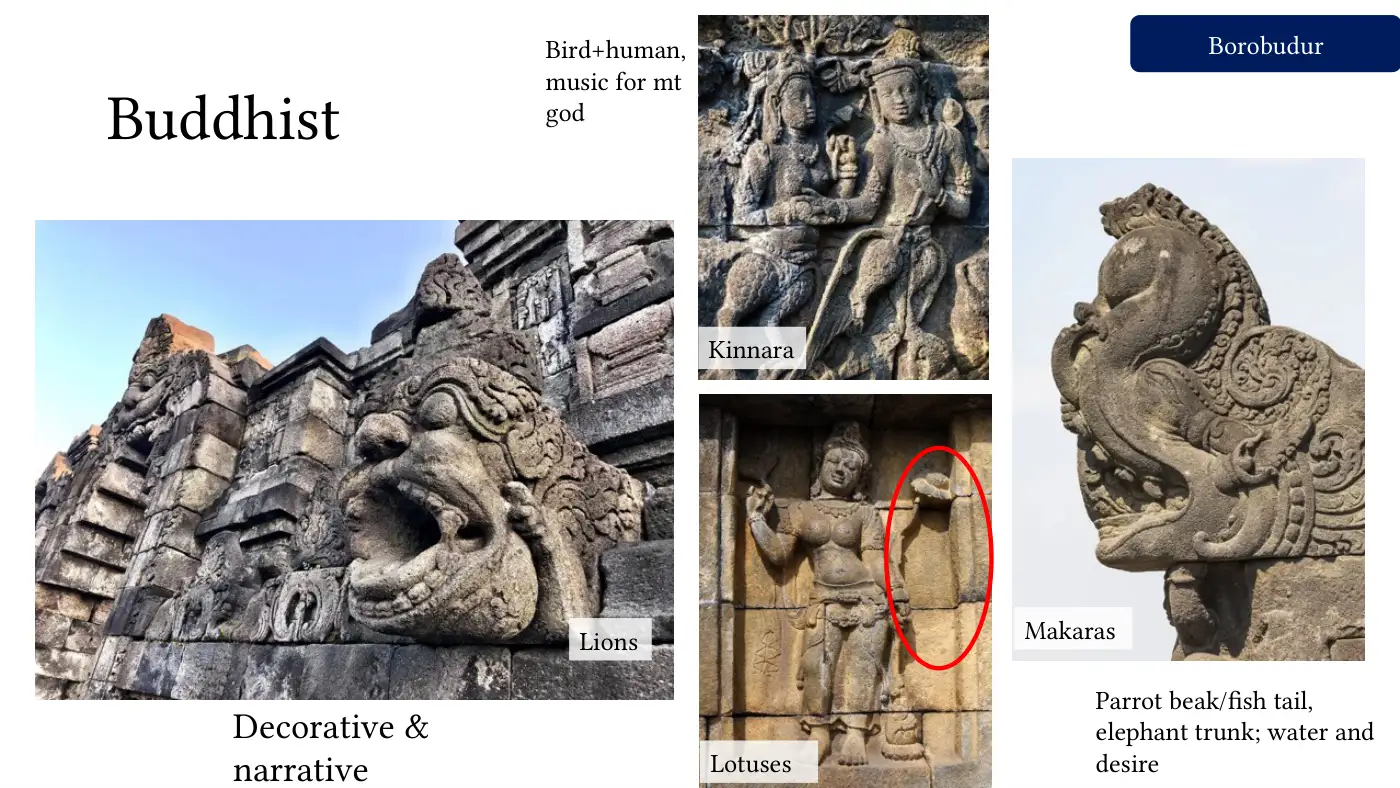 Bird+human,
music for mt
god
Borobudur
Buddhist
Kinnara
Lions
Makaras
Lotuses
Parrot beak/fish tail,
elephant trunk; water and
desire
Decorative &
narrative